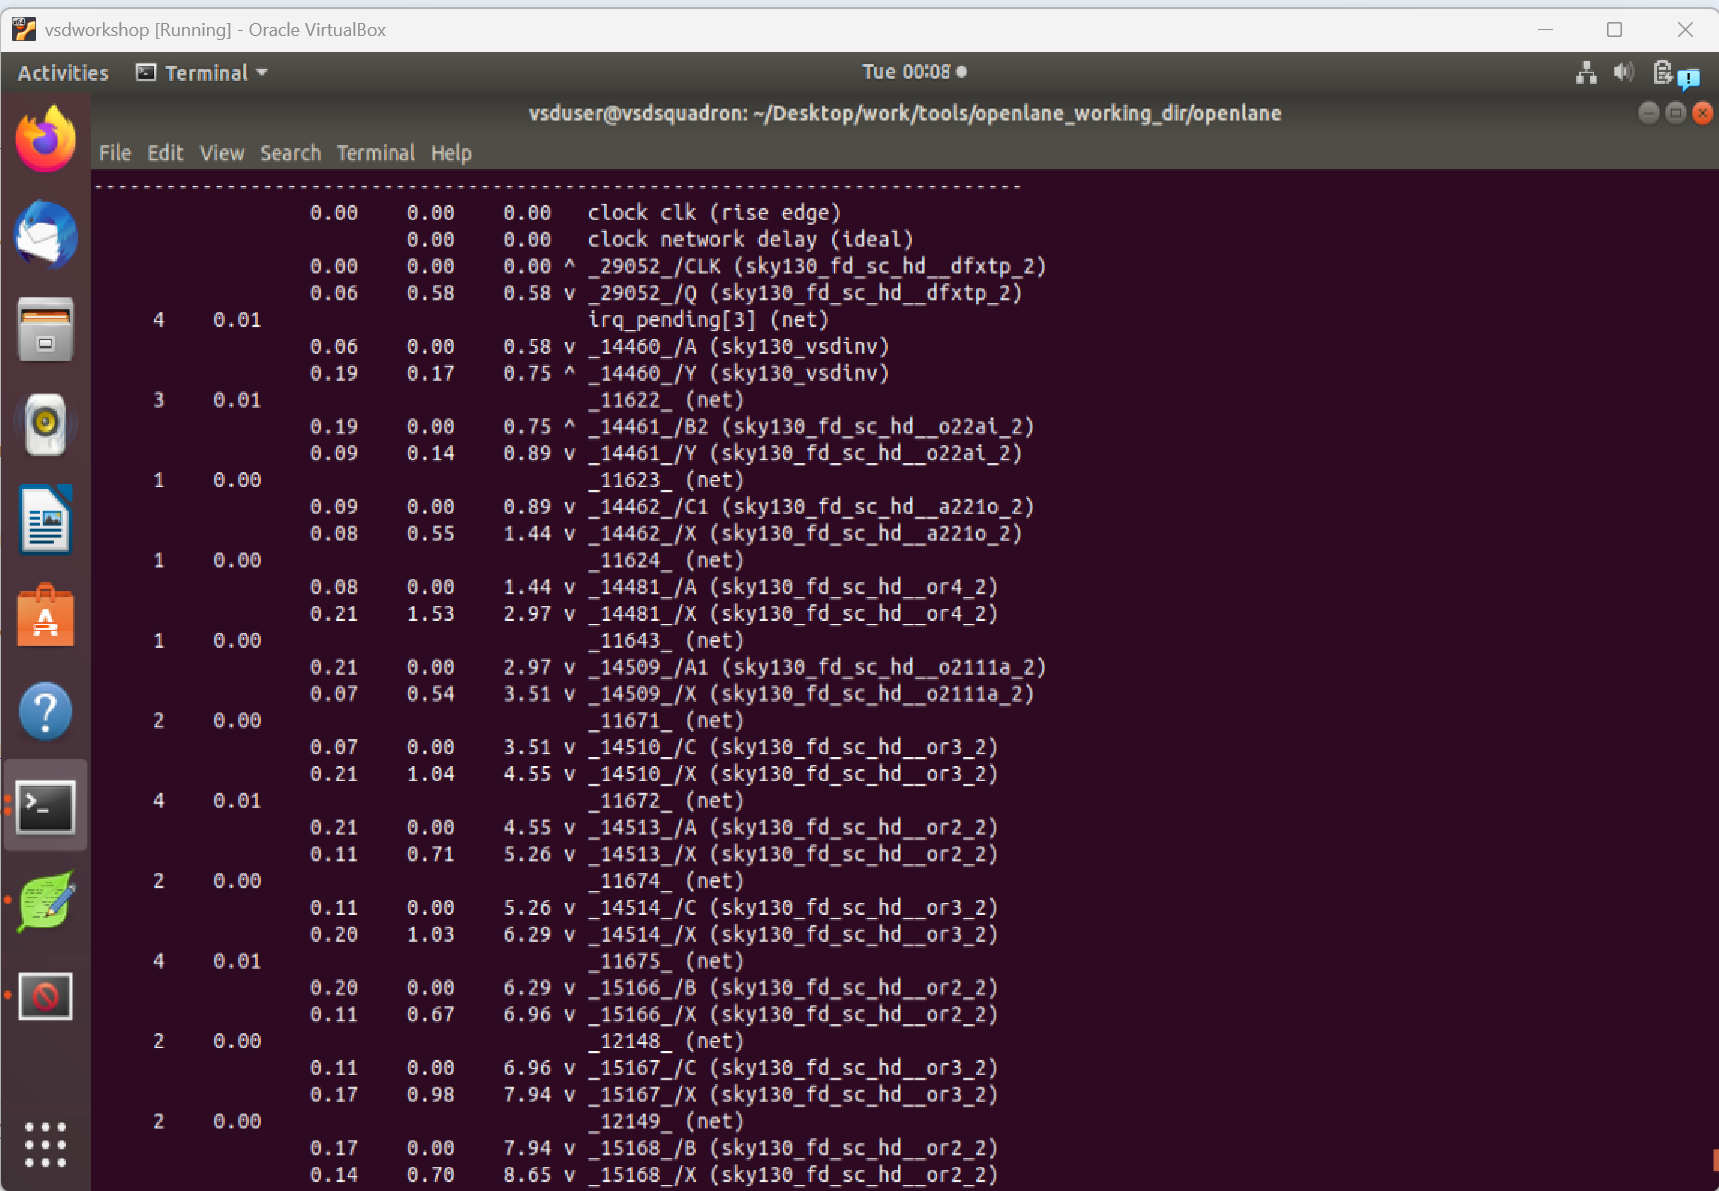 vsdworkshop [Running] - Oracle VirtualBox
Activities Terminal Tue 00:08
vsduser@vsdsquadron: ~/Desktop/work/tools/openlane_working_dir/openlane
File Edit View Search Terminal Help
-----------------------------------------------------------------------------
0.00 0.00 0.00 clock clk (rise edge)
0.00 0.00 clock network delay (ideal)
0.00 0.00 0.00 ^ _29052_/CLK (sky130_fd_sc_hd__dfxtp_2)
0.06 0.58 0.58 v _29052_/Q (sky130_fd_sc_hd__dfxtp_2)
4 0.01 irq_pending[3] (net)
0.06 0.00 0.58 v _14460_/A (sky130_vsdinv)
0.19 0.17 0.75 ^ _14460_/Y (sky130_vsdinv)
3 0.01 _11622_ (net)
0.19 0.00 0.75 ^ _14461_/B2 (sky130_fd_sc_hd__o22ai_2)
0.09 0.14 0.89 v _14461_/Y (sky130_fd_sc_hd__o22ai_2)
1 0.00 _11623_ (net)
0.09 0.00 0.89 v _14462_/C1 (sky130_fd_sc_hd__a221o_2)
0.08 0.55 1.44 v _14462_/X (sky130_fd_sc_hd__a221o_2)
1 0.00 _11624_ (net)
0.08 0.00 1.44 v _14481_/A (sky130_fd_sc_hd__or4_2)
0.21 1.53 2.97 v _14481_/X (sky130_fd_sc_hd__or4_2)
1 0.00 _11643_ (net)
0.21 0.00 2.97 v _14509_/A1 (sky130_fd_sc_hd__o2111a_2)
0.07 0.54 3.51 v _14509_/X (sky130_fd_sc_hd__o2111a_2)
2 0.00 _11671_ (net)
0.07 0.00 3.51 v _14510_/C (sky130_fd_sc_hd__or3_2)
0.21 1.04 4.55 v _14510_/X (sky130_fd_sc_hd__or3_2)
4 0.01 _11672_ (net)
0.21 0.00 4.55 v _14513_/A (sky130_fd_sc_hd__or2_2)
0.11 0.71 5.26 v _14513_/X (sky130_fd_sc_hd__or2_2)
2 0.00 _11674_ (net)
0.11 0.00 5.26 v _14514_/C (sky130_fd_sc_hd__or3_2)
0.20 1.03 6.29 v _14514_/X (sky130_fd_sc_hd__or3_2)
4 0.01 _11675_ (net)
0.20 0.00 6.29 v _15166_/B (sky130_fd_sc_hd__or2_2)
0.11 0.67 6.96 v _15166_/X (sky130_fd_sc_hd__or2_2)
2 0.00 _12148_ (net)
0.11 0.00 6.96 v _15167_/C (sky130_fd_sc_hd__or3_2)
0.17 0.98 7.94 v _15167_/X (sky130_fd_sc_hd__or3_2)
2 0.00 _12149_ (net)
0.17 0.00 7.94 v _15168_/B (sky130_fd_sc_hd__or2_2)
0.14 0.70 8.65 v _15168_/X (sky130_fd_sc_hd__or2_2)